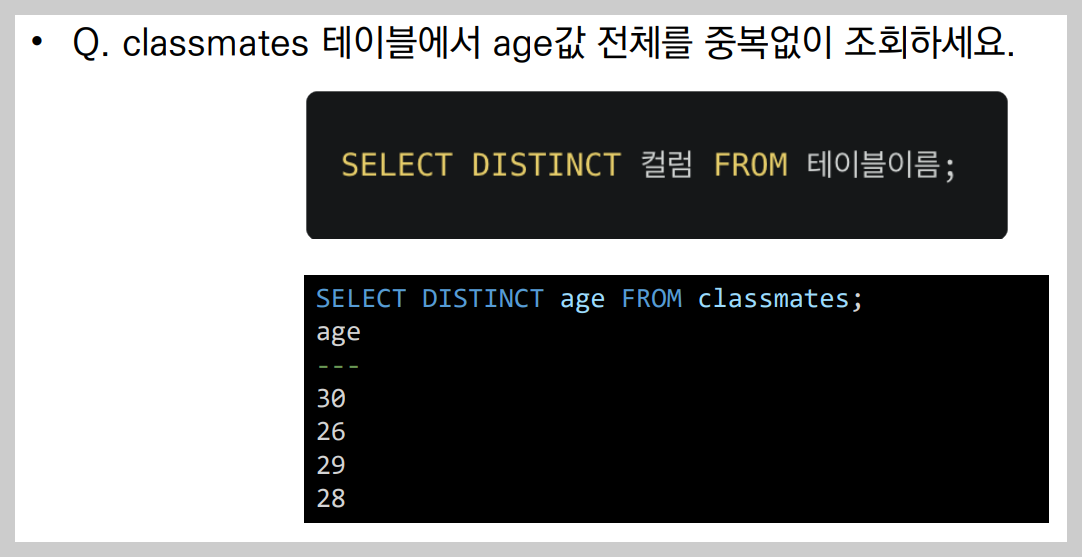 • Q. classmates 테이블에서 age값 전체를 중복없이 조회하세요.
SELECT DISTINCT 컬럼 FROM 테이블이름;
SELECT DISTINCT age FROM classmates;
age
---
30
26
29
28